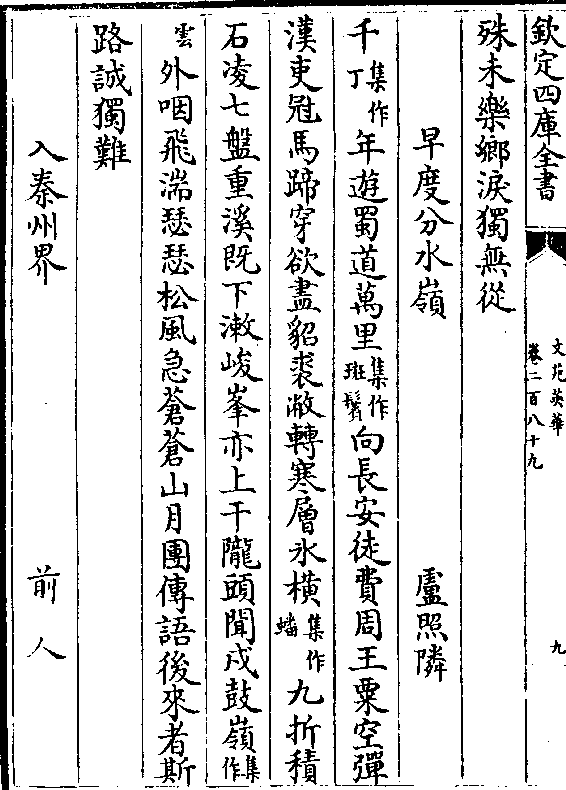 欽定四庫全書
文苑英華
卷二百八十九
九
殊未樂鄉淚獨無從
早度分水嶺 盧照隣
千集作丁年遊蜀道萬里集作斑鬢向長安徒費周王粟空彈
漢吏冠馬蹄穿欲盡貂裘敝轉寒層氷橫集作蟠九折積
石凌七盤重溪既下漱峻峯亦上干隴頭聞戍鼓嶺集作
雲外咽飛湍瑟瑟松風急蒼蒼山月團傳語後來者斯
路誠獨難
入秦州界 前人